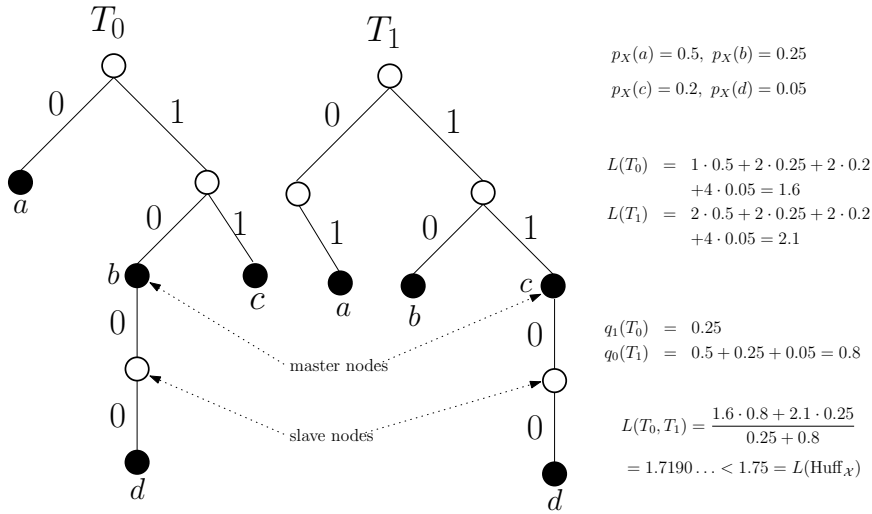 T_0
T_1
0
1
0
1
a
0
1
1
0
1
b
c
a
b
c
0
0
0
0
d
d
master nodes
slave nodes
p_X(a) = 0.5, p_X(b) = 0.25
p_X(c) = 0.2, p_X(d) = 0.05
L(T_0) = 1 · 0.5 + 2 · 0.25 + 2 · 0.2
+4 · 0.05 = 1.6
L(T_1) = 2 · 0.5 + 2 · 0.25 + 2 · 0.2
+4 · 0.05 = 2.1
q_1(T_0) = 0.25
q_0(T_1) = 0.5 + 0.25 + 0.05 = 0.8
L(T_0, T_1) = \frac{1.6 · 0.8 + 2.1 · 0.25}{0.25 + 0.8}
= 1.7190 … < 1.75 = L(Huff_𝒳)